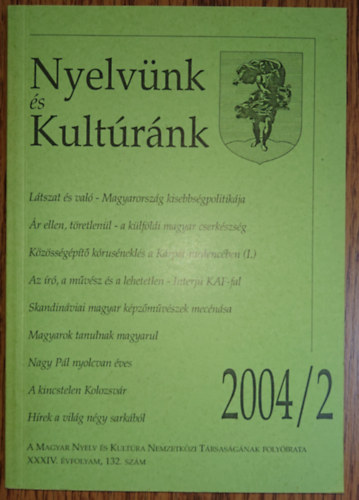 Nyelvünk
és
Kultúránk
Látszat és való - Magyarország kisebbségpolitikája
Ár ellen, töretlenül - a külföldi magyar cserkészség
Közösségépítő kóruséneklés a Kárpát-medencében (I.)
Az író, a művész és a lehetetlen - Interjú KAF-fal
Skandináviai magyar képzőművészek mecénása
Magyarok tanulnak magyarul
Nagy Pál nyolcvan éves
A kincstelen Kolozsvár
Hírek a világ négy sarkából
2004/2
A MAGYAR NYELV ÉS KULTÚRA NEMZETKÖZI TÁRSASÁGÁNAK FOLYÓIRATA
XXXIV. ÉVFOLYAM, 132. SZÁM